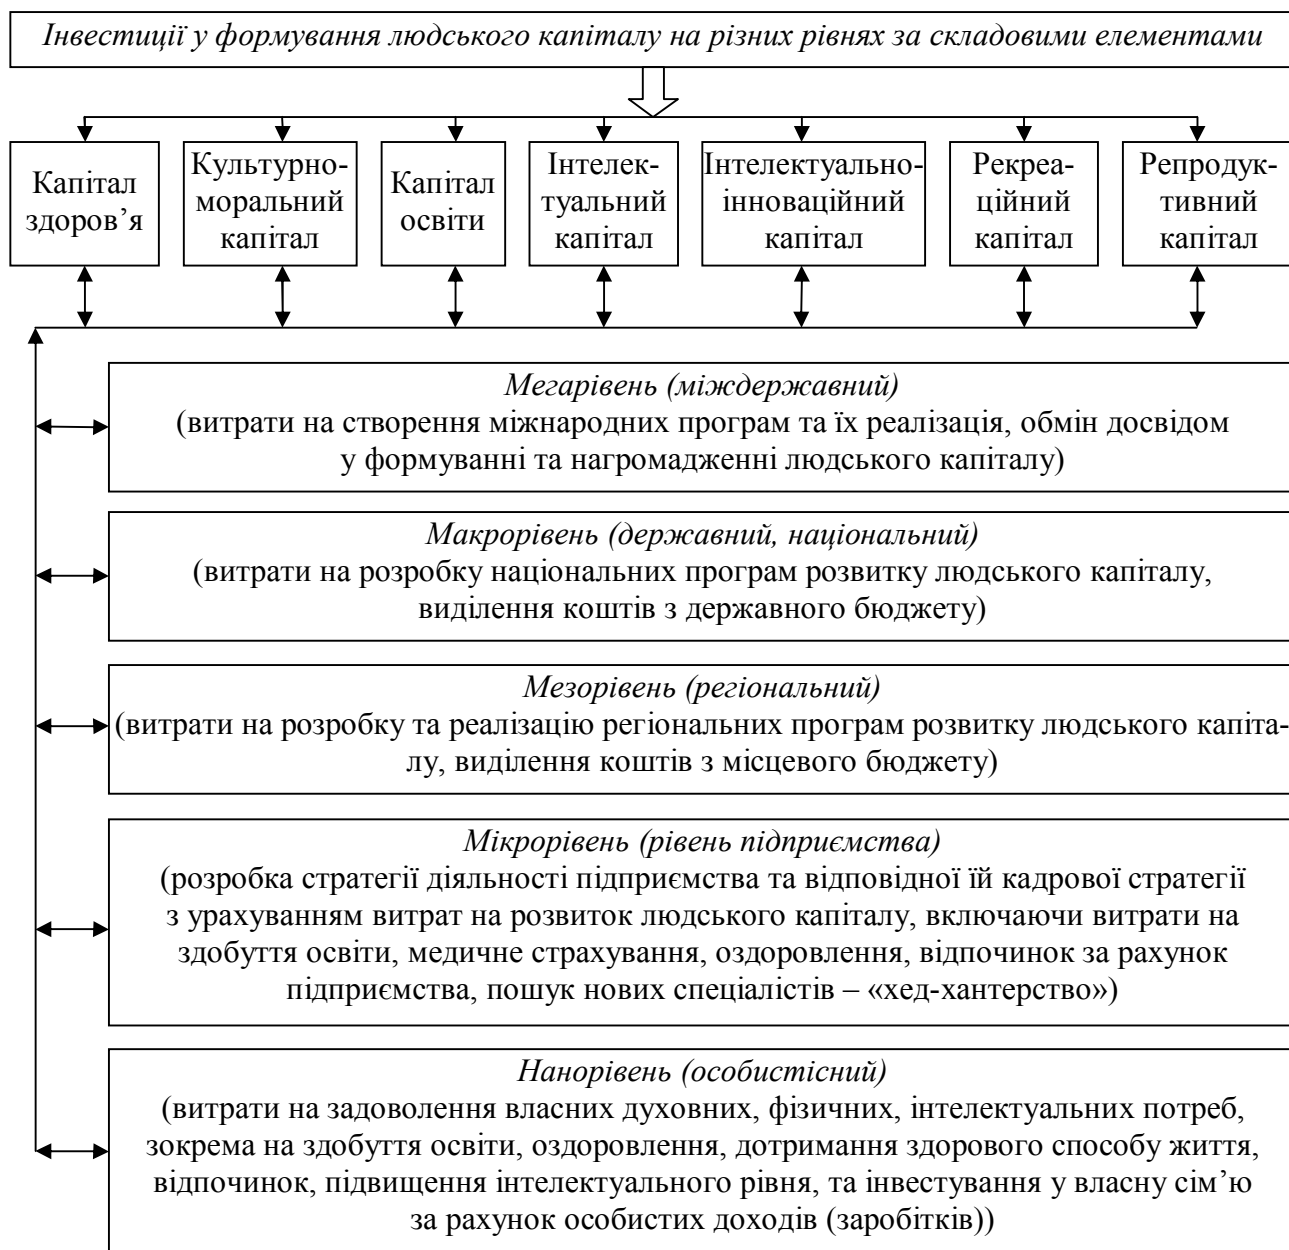 Інвестиції у формування людського капіталу на різних рівнях за складовими елементами
Капітал
здоров’я
Культурно-
моральний
капітал
Капітал
освіти
Інтелек-
туальний
капітал
Інтелектуально-
інноваційний
капітал
Рекреа-
ційний
капітал
Репродук-
тивний
капітал
Мегарівень (міждержавний)
(витрати на створення міжнародних програм та їх реалізація, обмін досвідом
у формуванні та нагромадженні людського капіталу)
Макрорівень (державний, національний)
(витрати на розробку національних програм розвитку людського капіталу,
виділення коштів з державного бюджету)
Мезорівень (регіональний)
(витрати на розробку та реалізацію регіональних програм розвитку людського капіта-
лу, виділення коштів з місцевого бюджету)
Мікрорівень (рівень підприємства)
(розробка стратегії діяльності підприємства та відповідної їй кадрової стратегії
з урахуванням витрат на розвиток людського капіталу, включаючи витрати на
здобуття освіти, медичне страхування, оздоровлення, відпочинок за рахунок
підприємства, пошук нових спеціалістів – «хед-хантерство»)
Нанорівень (особистісний)
(витрати на задоволення власних духовних, фізичних, інтелектуальних потреб,
зокрема на здобуття освіти, оздоровлення, дотримання здорового способу життя,
відпочинок, підвищення інтелектуального рівня, та інвестування у власну сім’ю
за рахунок особистих доходів (заробітків))